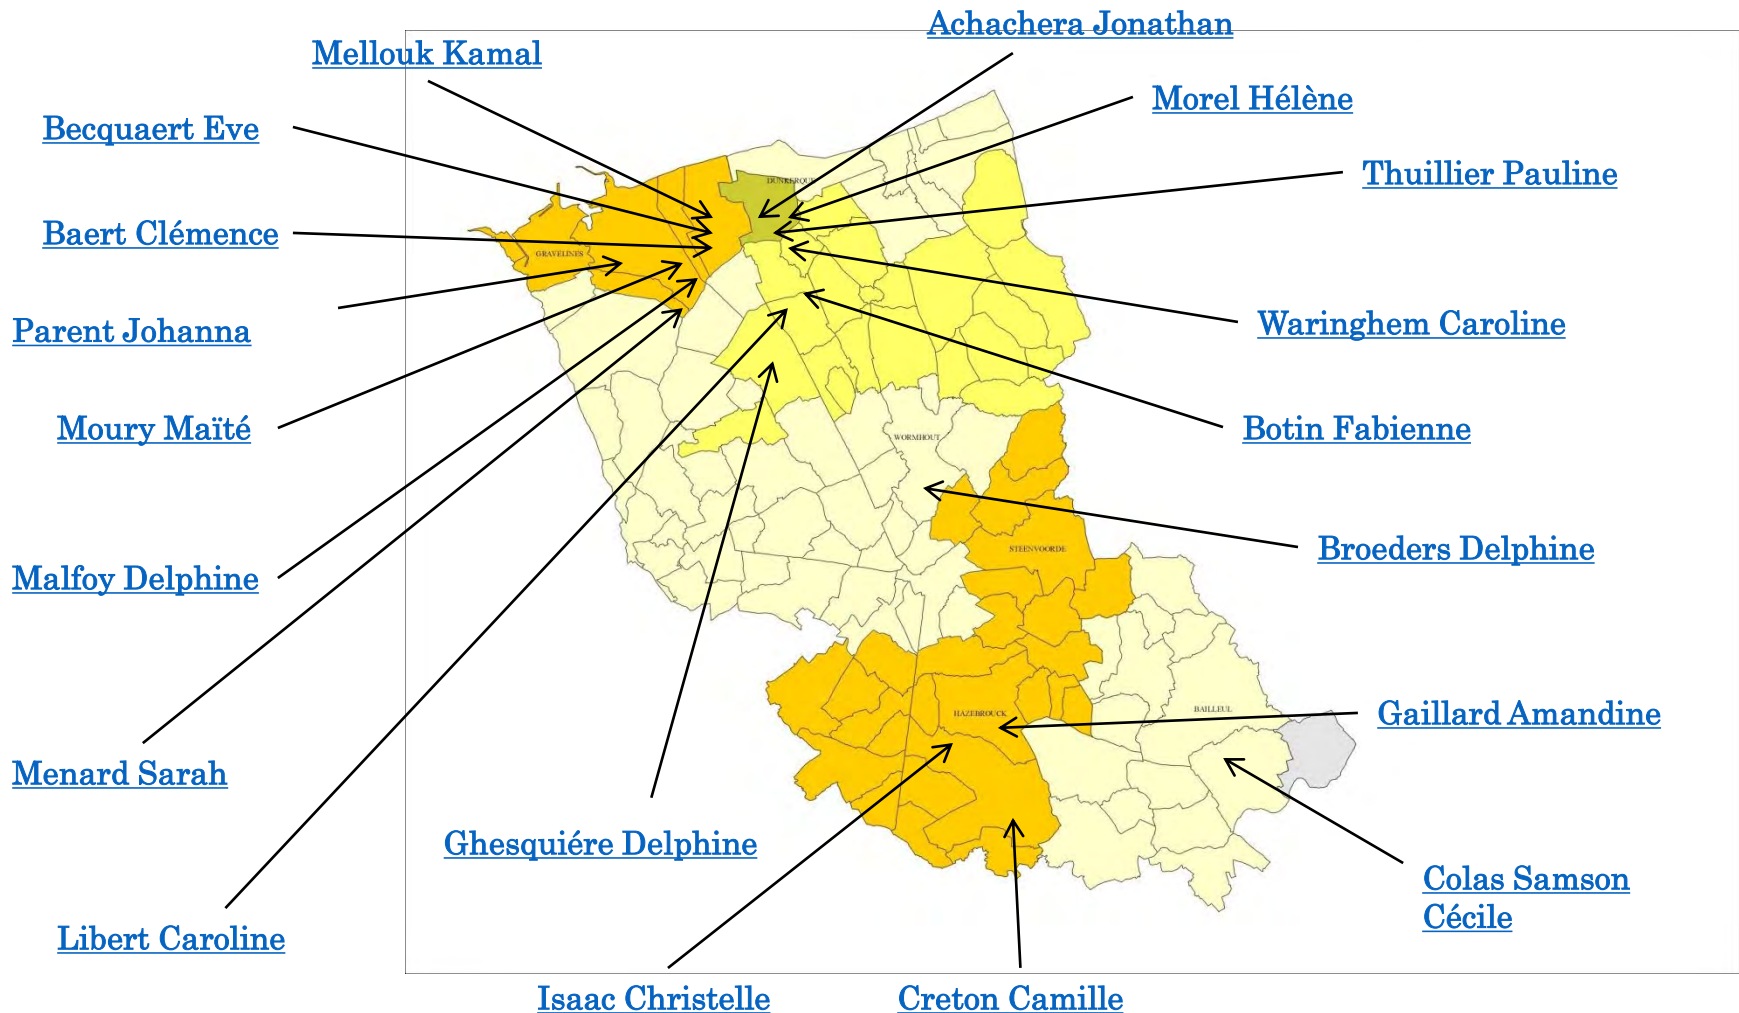 Achachera Jonathan
Mellouk Kamal
Morel Hélène
Becquaert Eve
Thuillier Pauline
DUNKERQUE
Baert Clémence
GRAVELINES
Parent Johanna
Waringhem Caroline
Moury Maïté
Botin Fabienne
WORMHOUT
Malfoy Delphine
STEENVOORDE
Broeders Delphine
HAZEBROUCK
BAILLEUL
Gaillard Amandine
Menard Sarah
Ghesquiére Delphine
Colas Samson
Cécile
Libert Caroline
Isaac Christelle
Creton Camille